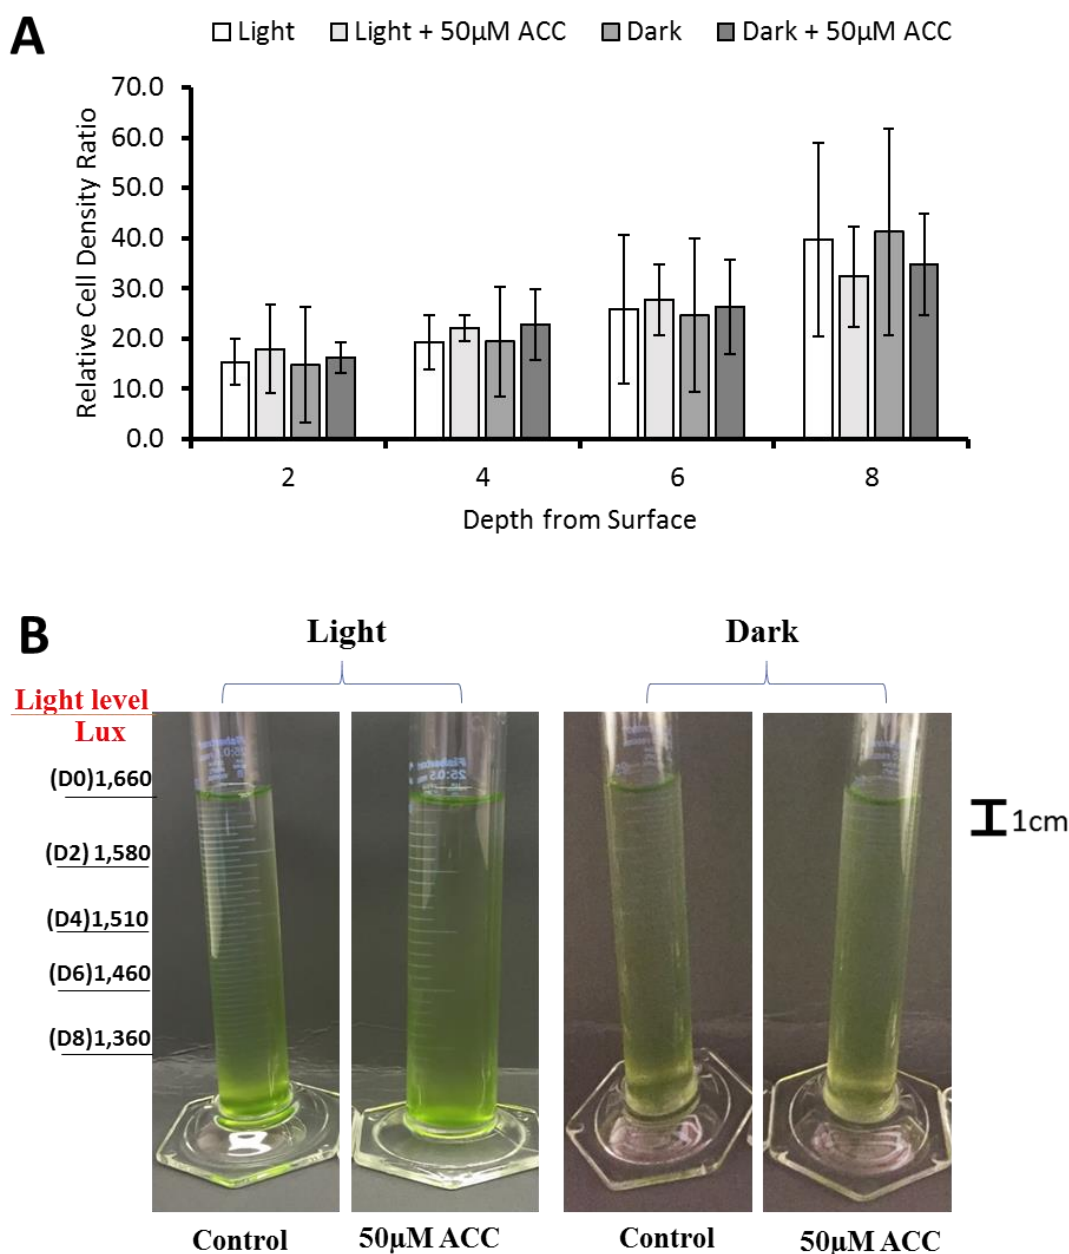 A
Light Light + 50µM ACC Dark Dark + 50µM ACC
Relative Cell Density Ratio
70.0
60.0
50.0
40.0
30.0
20.0
10.0
0.0
2 4 6 8
Depth from Surface
B
Light Dark
Light level
Lux
(D0)1,660
(D2) 1,580
(D4)1,510
(D6)1,460
(D8)1,360
1cm
Control 50µM ACC Control 50µM ACC